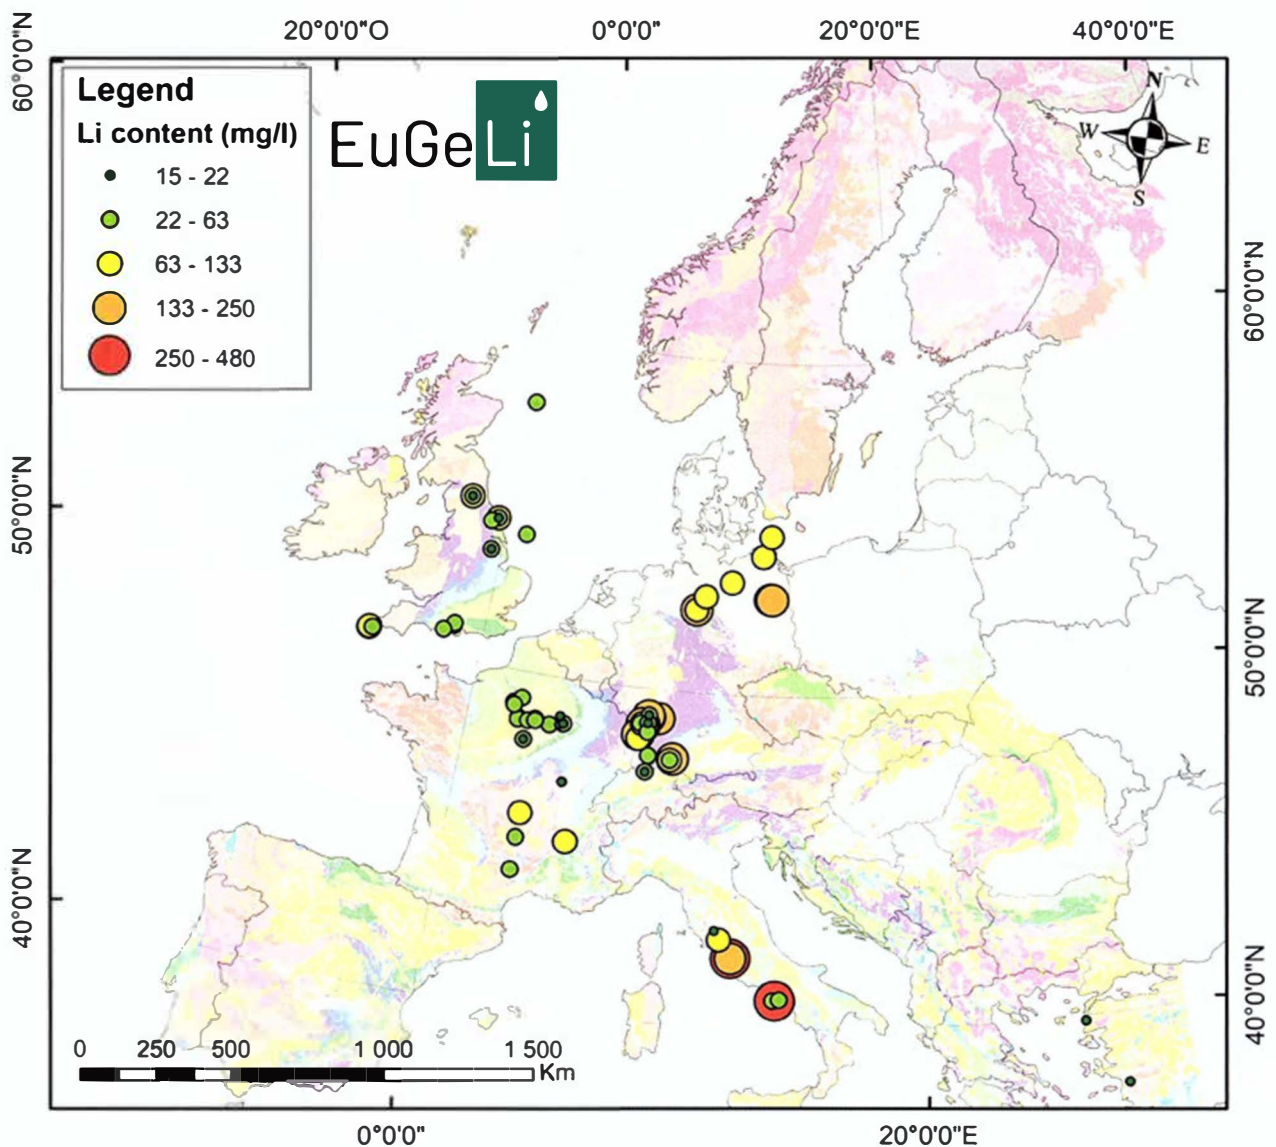 20°0'0"O 0°0'0" 20°0'0"E 40°0'0"E
60°0'0"N
Legend
Li content (mg/l)
15 - 22
22 - 63
63 - 133
133 - 250
250 - 480
EuGeLi
N
W
E
S
60°0'0"N
50°0'0"N
50°0'0"N
40°0'0"N
40°0'0"N
0 250 500 1 000 1 500
Km
0°0'0" 20°0'0"E